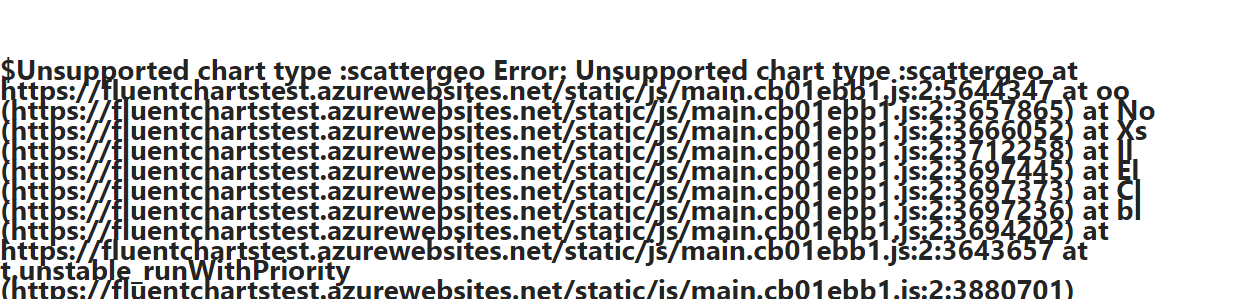 $Unsupported chart type :scattergeo Error: Unsupported chart type :scattergeo at
https://fluentchartstest.azurewebsites.net/static/js/main.cb01ebb1.js:2:5644347 at oo
(https://fluentchartstest.azurewebsites.net/static/js/main.cb01ebb1.js:2:3657865) at No
(https://fluentchartstest.azurewebsites.net/static/js/main.cb01ebb1.js:2:3666052) at Xs
(https://fluentchartstest.azurewebsites.net/static/js/main.cb01ebb1.js:2:3712258) at Il
(https://fluentchartstest.azurewebsites.net/static/js/main.cb01ebb1.js:2:3697445) at El
(https://fluentchartstest.azurewebsites.net/static/js/main.cb01ebb1.js:2:3697373) at Cl
(https://fluentchartstest.azurewebsites.net/static/js/main.cb01ebb1.js:2:3697236) at bl
(https://fluentchartstest.azurewebsites.net/static/js/main.cb01ebb1.js:2:3694202) at
https://fluentchartstest.azurewebsites.net/static/js/main.cb01ebb1.js:2:3643657 at
t.unstable_runWithPriority
(https://fluentchartstest.azurewebsites.net/static/js/main.cb01ebb1.js:2:3880701)